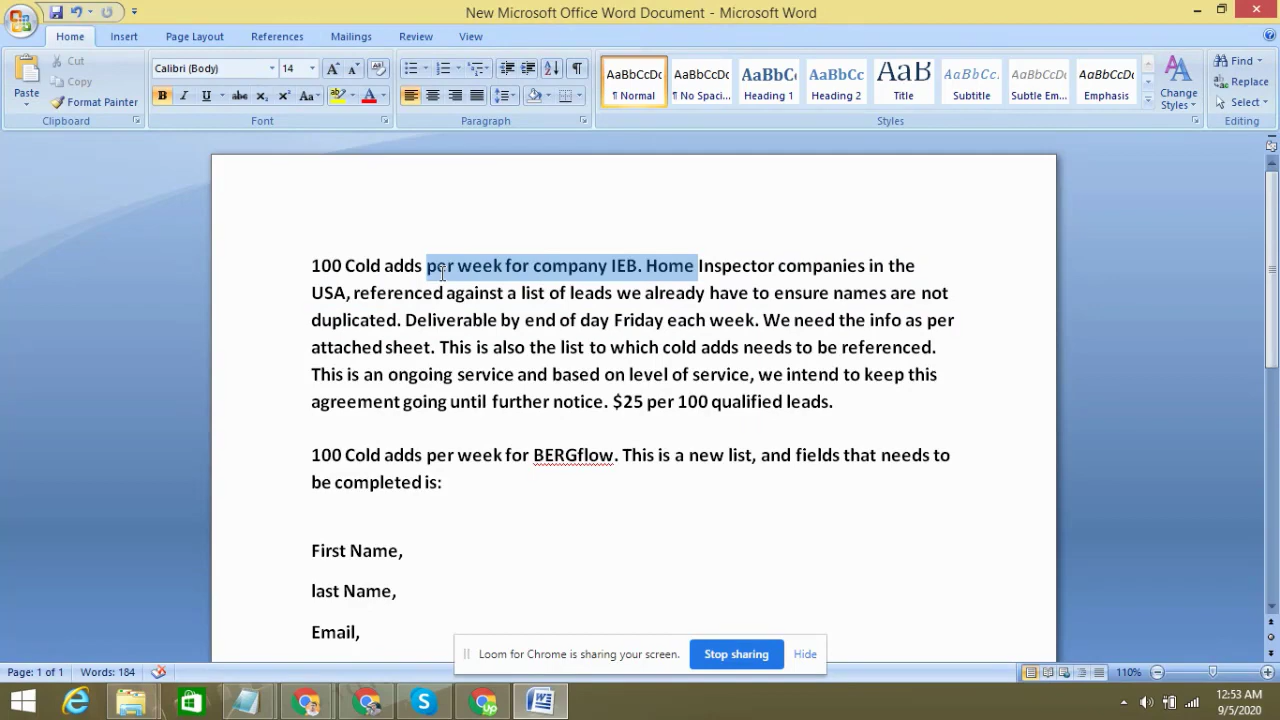 New Microsoft Office Word Document - Microsoft Word
Home Insert Page Layout References Mailings Review View
Paste
Cut
Copy
Format Painter
Clipboard
Calibri (Body) 14
Font
Paragraph
AaBbCcDc AaBbCcDc AaBbC AaBbCc AaB AaBbCc. AaBbCcDc AaBbCcDc
¶ Normal ¶ No Spaci... Heading 1 Heading 2 Title Subtitle Subtle Em... Emphasis
Change
Styles
Styles
Find
Replace
Select
Editing
100 Cold adds per week for company IEB. Home Inspector companies in the
USA, referenced against a list of leads we already have to ensure names are not
duplicated. Deliverable by end of day Friday each week. We need the info as per
attached sheet. This is also the list to which cold adds needs to be referenced.
This is an ongoing service and based on level of service, we intend to keep this
agreement going until further notice. $25 per 100 qualified leads.
100 Cold adds per week for BERGflow. This is a new list, and fields that needs to
be completed is:
First Name,
last Name,
Email,
Loom for Chrome is sharing your screen. Stop sharing Hide
Page: 1 of 1 Words: 184 110%
12:53 AM
9/5/2020